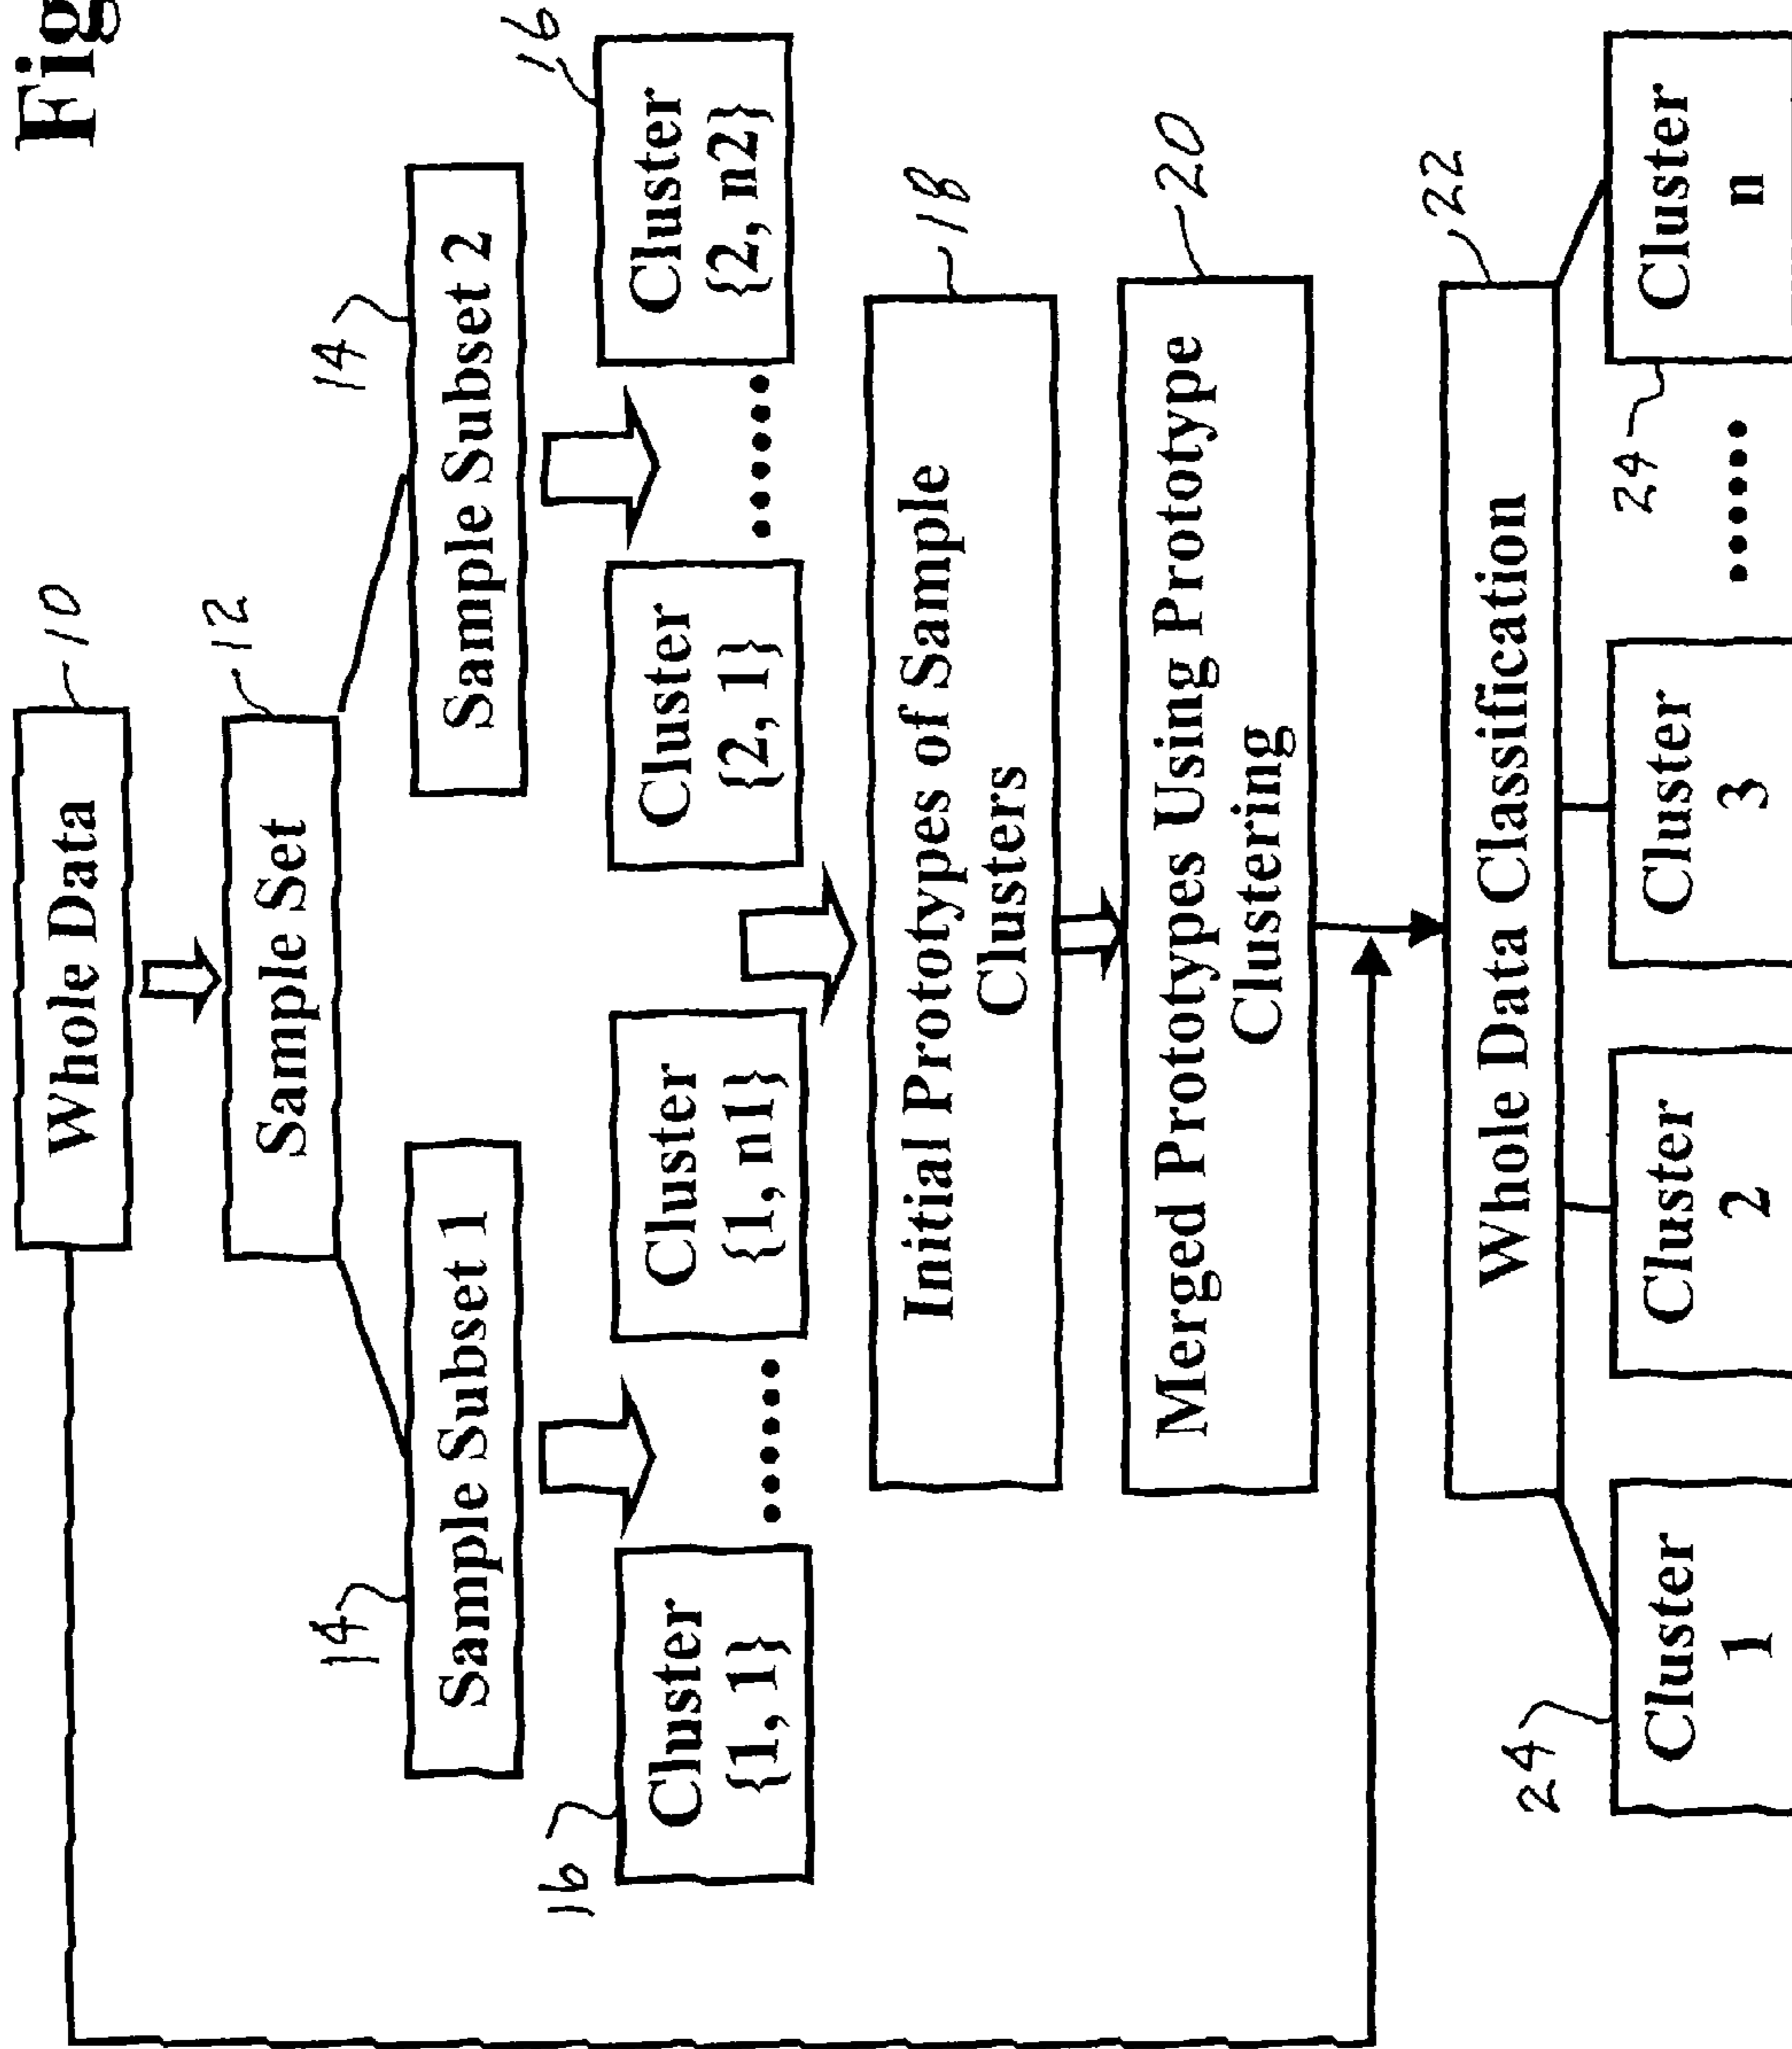 Fig
Whole Data
10
Sample Set
12
14
Sample Subset 1
14
Sample Subset 2
16
Cluster
{1, 1}
......
Cluster
{1, n1}
Cluster
{2, 1}
......
16
Cluster
{2, n2}
Initial Prototypes of Sample
Clusters
18
Merged Prototypes Using Prototype
Clustering
20
Whole Data Classification
22
24
Cluster
1
Cluster
2
Cluster
3
......
24
Cluster
n